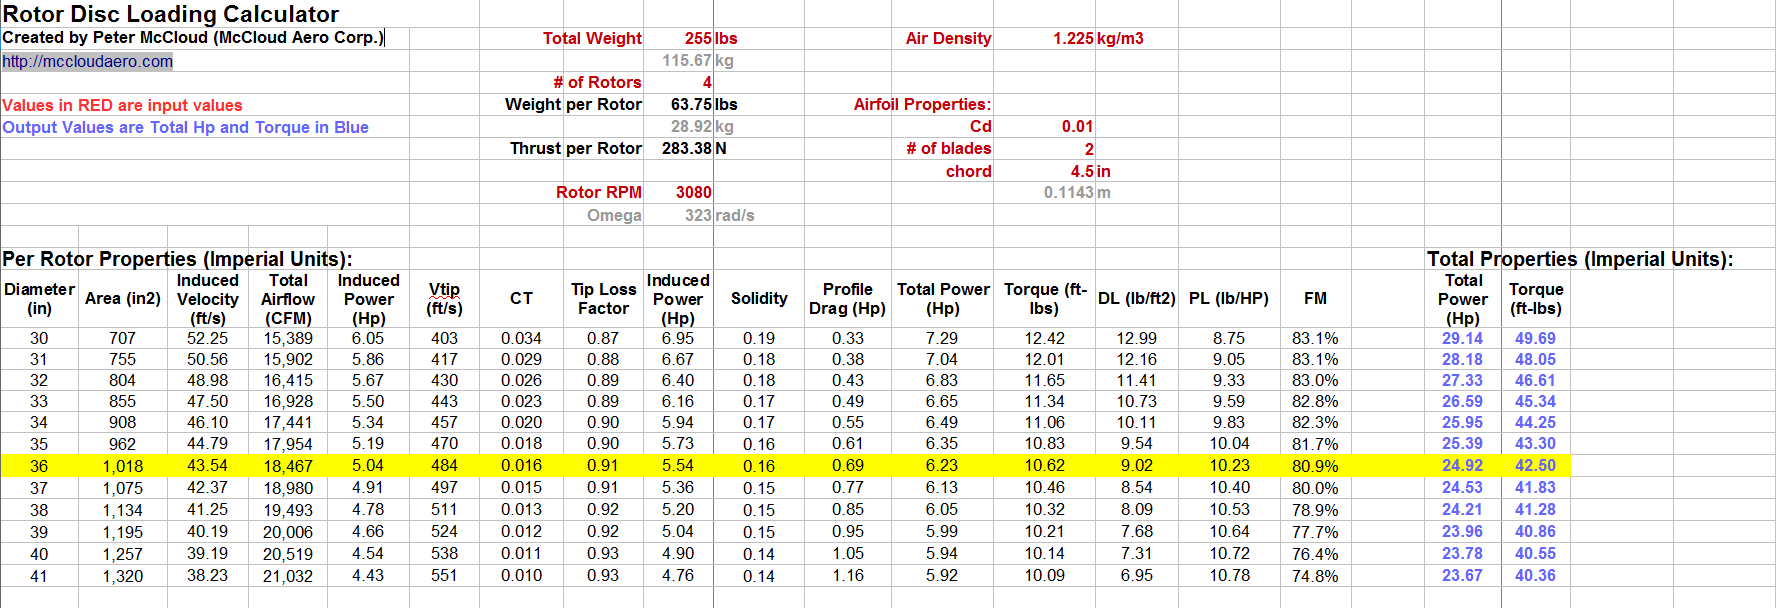 Rotor Disc Loading Calculator
Created by Peter McCloud (McCloud Aero Corp.) Total Weight 255 lbs Air Density 1.225 kg/m3
http://mccloudaero.com 115.67 kg
# of Rotors 4
Values in RED are input values Weight per Rotor 63.75 lbs Airfoil Properties:
Output Values are Total Hp and Torque in Blue 28.92 kg Cd 0.01
Thrust per Rotor 283.38 N # of blades 2
chord 4.5 in
Rotor RPM 3080 0.1143 m
Omega 323 rad/s
Per Rotor Properties (Imperial Units): Total Properties (Imperial Units):
Diameter (in) Area (in2) Induced Velocity (ft/s) Total Airflow (CFM) Induced Power (Hp) Vtip (ft/s) CT Tip Loss Factor Induced Power (Hp) Solidity Profile Drag (Hp) Total Power (Hp) Torque (ft-lbs) DL (lb/ft2) PL (lb/HP) FM Total Power (Hp) Torque (ft-lbs)
30 707 52.25 15,389 6.05 403 0.034 0.87 6.95 0.19 0.33 7.29 12.42 12.99 8.75 83.1% 29.14 49.69
31 755 50.56 15,902 5.86 417 0.029 0.88 6.67 0.18 0.38 7.04 12.01 12.16 9.05 83.1% 28.18 48.05
32 804 48.98 16,415 5.67 430 0.026 0.89 6.40 0.18 0.43 6.83 11.65 11.41 9.33 83.0% 27.33 46.61
33 855 47.50 16,928 5.50 443 0.023 0.89 6.16 0.17 0.49 6.65 11.34 10.73 9.59 82.8% 26.59 45.34
34 908 46.10 17,441 5.34 457 0.020 0.90 5.94 0.17 0.55 6.49 11.06 10.11 9.83 82.3% 25.95 44.25
35 962 44.79 17,954 5.19 470 0.018 0.90 5.73 0.16 0.61 6.35 10.83 9.54 10.04 81.7% 25.39 43.30
36 1,018 43.54 18,467 5.04 484 0.016 0.91 5.54 0.16 0.69 6.23 10.62 9.02 10.23 80.9% 24.92 42.50
37 1,075 42.37 18,980 4.91 497 0.015 0.91 5.36 0.15 0.77 6.13 10.46 8.54 10.40 80.0% 24.53 41.83
38 1,134 41.25 19,493 4.78 511 0.013 0.92 5.20 0.15 0.85 6.05 10.32 8.09 10.53 78.9% 24.21 41.28
39 1,195 40.19 20,006 4.66 524 0.012 0.92 5.04 0.15 0.95 5.99 10.21 7.68 10.64 77.7% 23.96 40.86
40 1,257 39.19 20,519 4.54 538 0.011 0.93 4.90 0.14 1.05 5.94 10.14 7.31 10.72 76.4% 23.78 40.55
41 1,320 38.23 21,032 4.43 551 0.010 0.93 4.76 0.14 1.16 5.92 10.09 6.95 10.78 74.8% 23.67 40.36